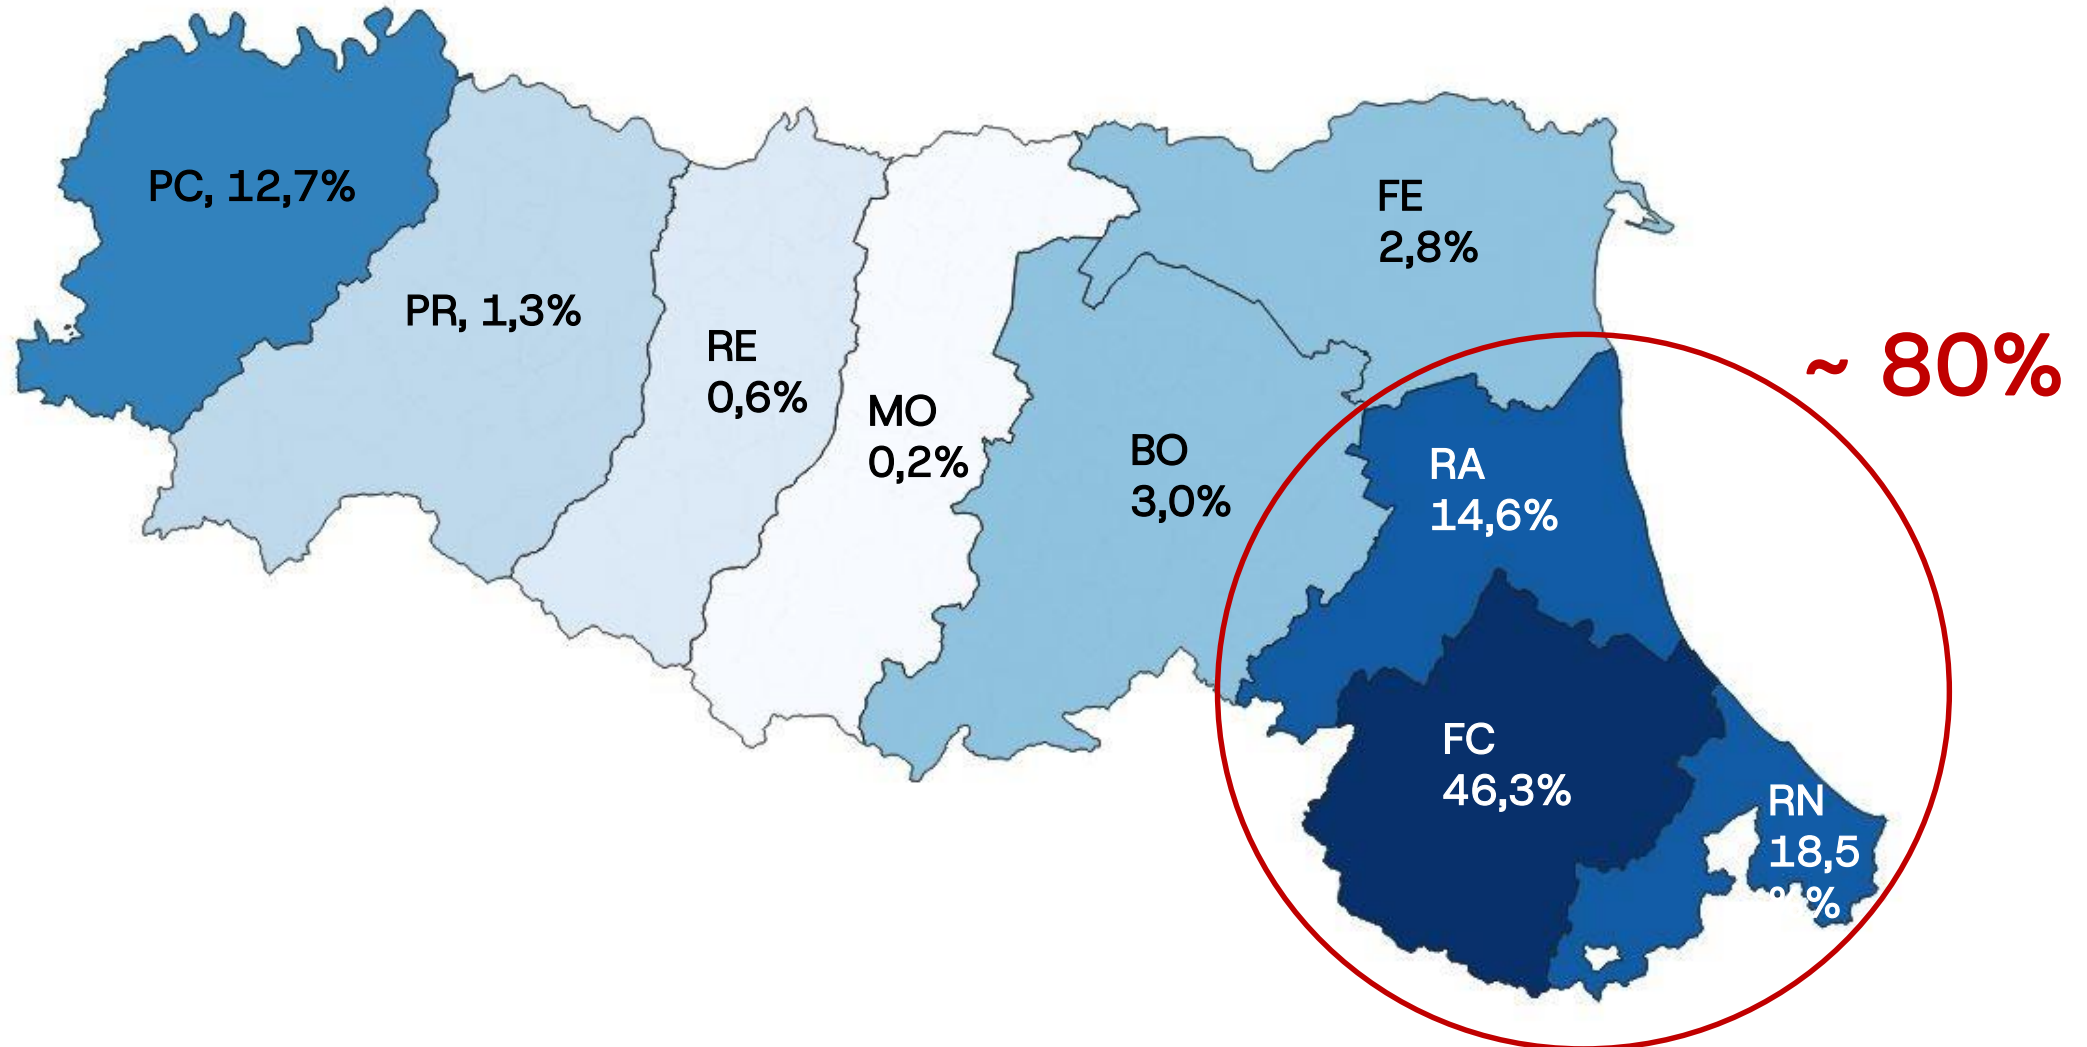 PC, 12,7%
PR, 1,3%
RE
0,6%
MO
0,2%
BO
3,0%
FE
2,8%
~ 80%
RA
14,6%
FC
46,3%
RN
18,5
%